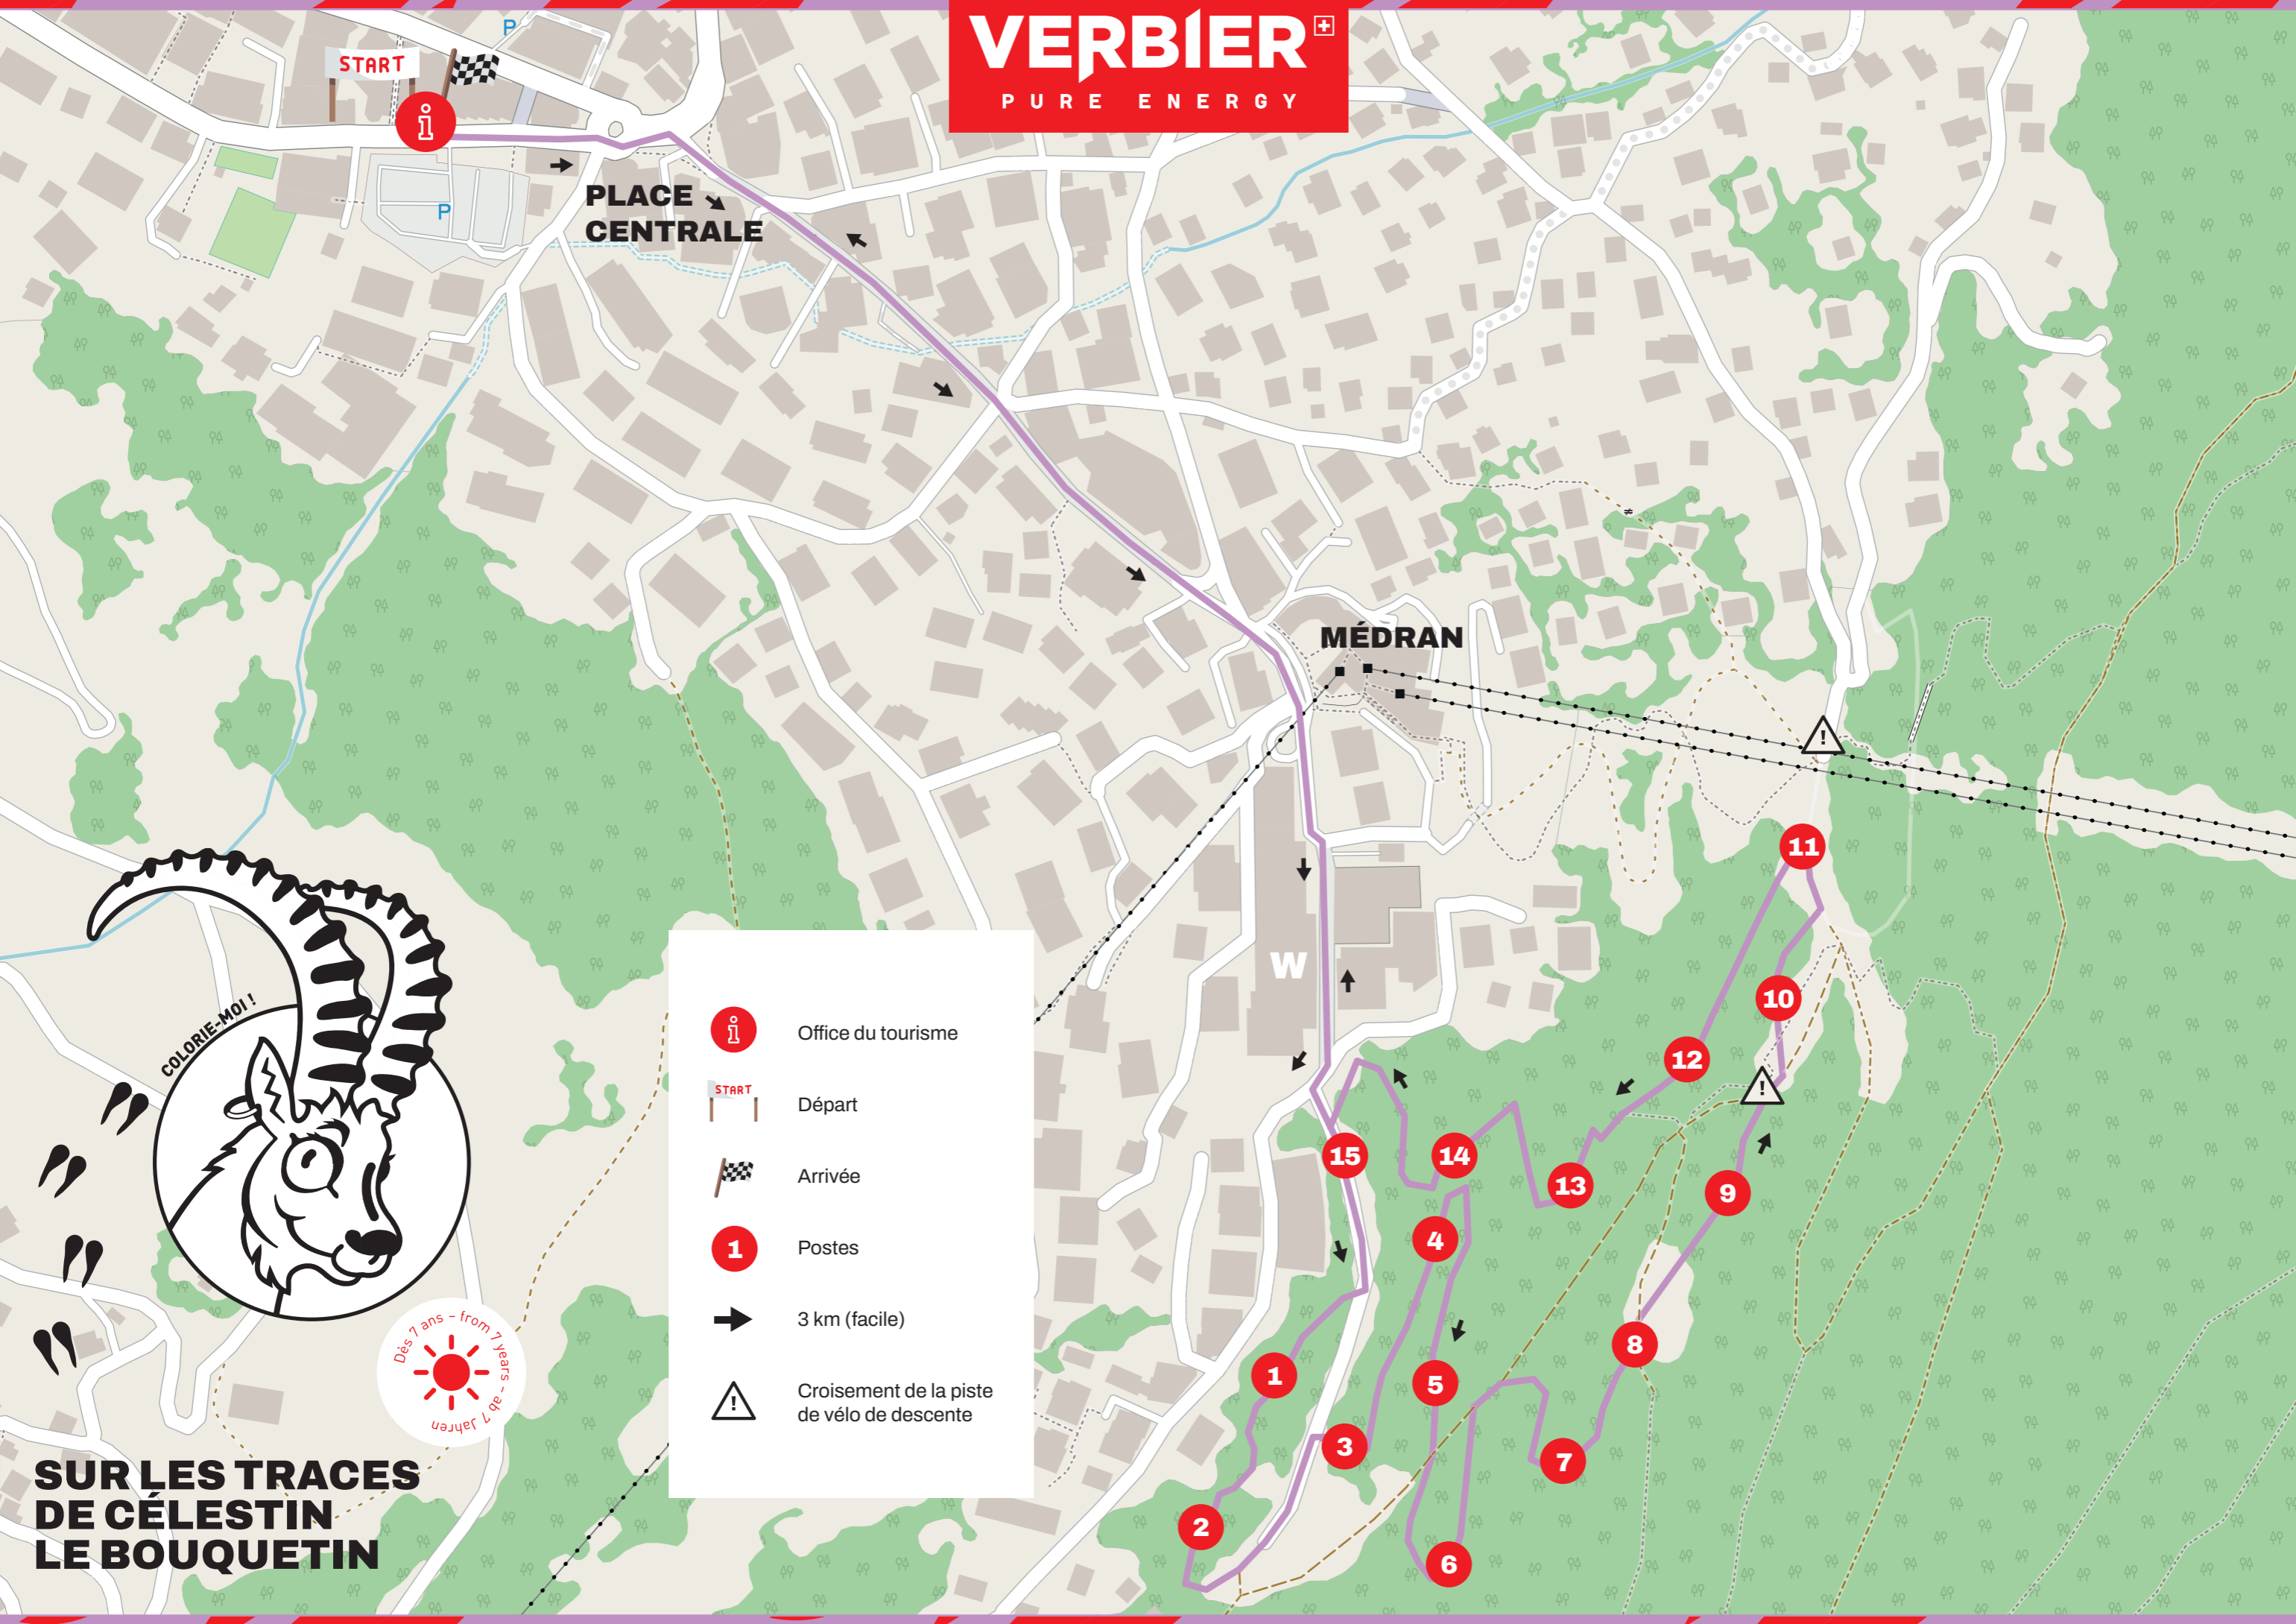 VERBIER
PURE ENERGY
START
i
P
P
PLACE
CENTRALE
MÉDRAN
W
11
10
12
15
14
13
9
4
8
1
5
3
7
2
6
!
!
COLORIE-MOI !
Dès 7 ans – from 7 years – ab 7 Jahren
SUR LES TRACES
DE CÉLESTIN
LE BOUQUETIN
i Office du tourisme
START Départ
Arrivée
1 Postes
3 km (facile)
! Croisement de la piste
de vélo de descente